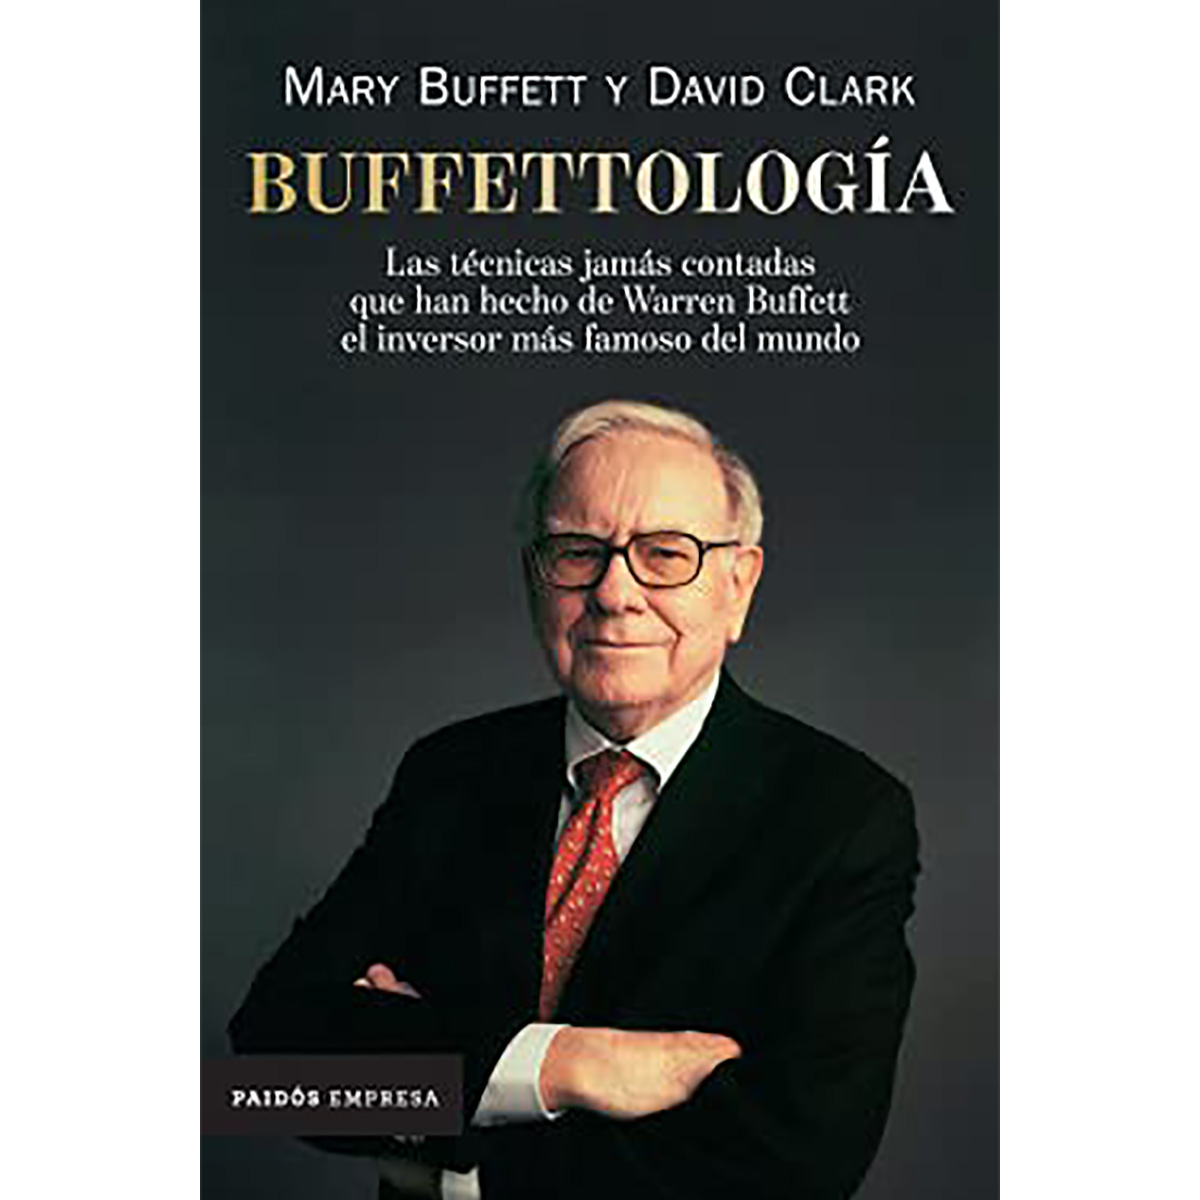 MARY BUFFETT Y DAVID CLARK
BUFFETTOLOGÍA
Las técnicas jamás contadas
que han hecho de Warren Buffett
el inversor más famoso del mundo
PAIDÓS EMPRESA